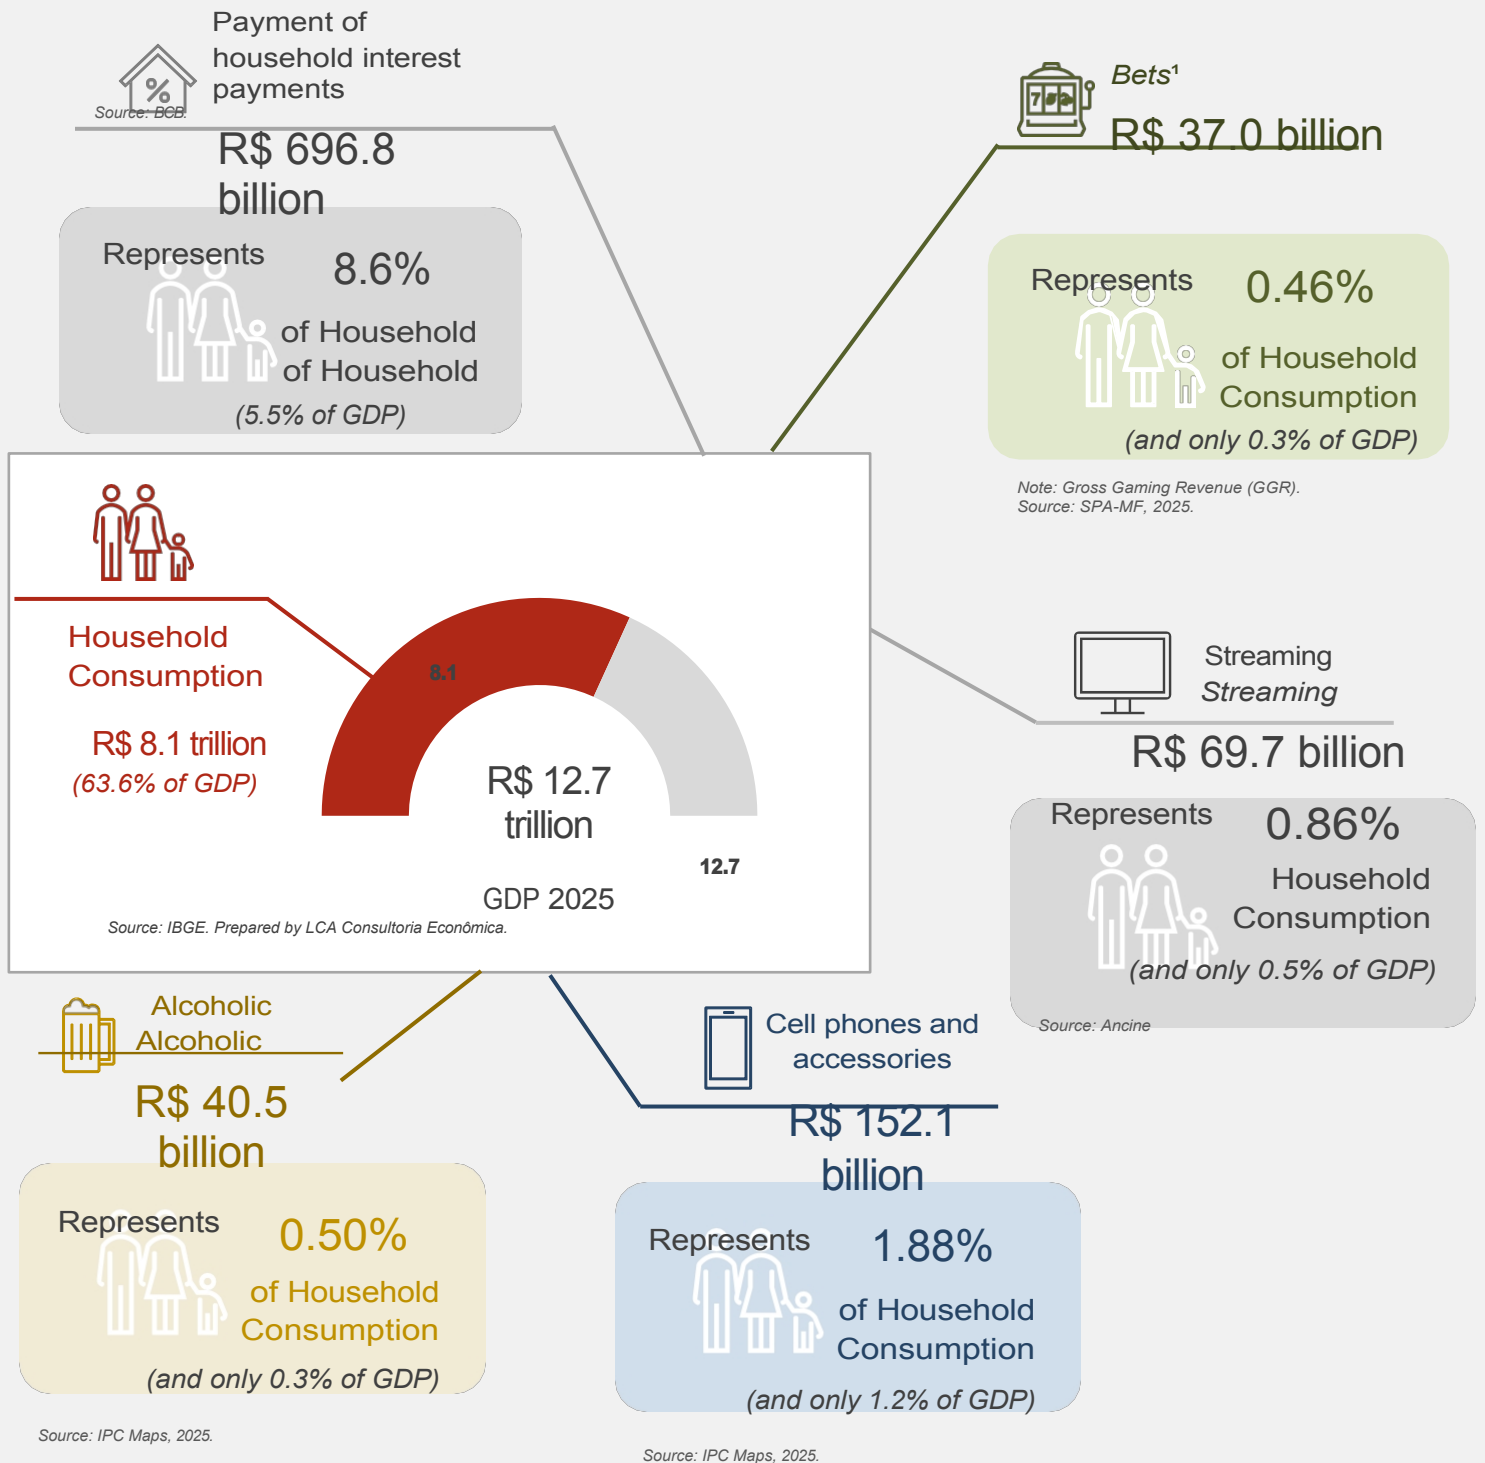 Payment of
household interest
payments
Source: BCB.
R$ 696.8
billion
Represents
8.6%
of Household
of Household
(5.5% of GDP)
Bets¹
R$ 37.0 billion
Represents
0.46%
of Household
Consumption
(and only 0.3% of GDP)
Note: Gross Gaming Revenue (GGR).
Source: SPA-MF, 2025.
Household
Consumption
R$ 8.1 trillion
(63.6% of GDP)
8.1
R$ 12.7
trillion
12.7
GDP 2025
Source: IBGE. Prepared by LCA Consultoria Econômica.
Streaming
Streaming
R$ 69.7 billion
Represents
0.86%
Household
Consumption
(and only 0.5% of GDP)
Source: Ancine
Alcoholic
Alcoholic
R$ 40.5
billion
Represents
0.50%
of Household
Consumption
(and only 0.3% of GDP)
Source: IPC Maps, 2025.
Cell phones and
accessories
R$ 152.1
billion
Represents
1.88%
of Household
Consumption
(and only 1.2% of GDP)
Source: IPC Maps, 2025.